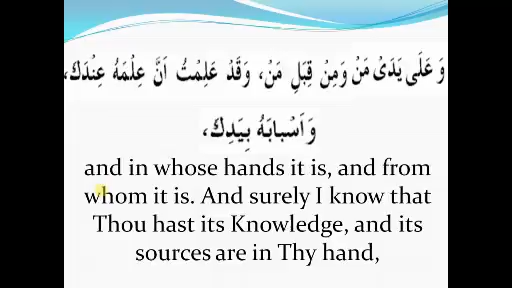 وَ عَلَى يَدَىْ مَنْ وَمِنْ قِبَلِ مَنْ، وَقَدْ عَلِمْتُ اَنَّ عِلْمَهُ عِنْدَكَ،
وَ اَسْبابَهُ بِيَدِكَ،
and in whose hands it is, and from
whom it is. And surely I know that
Thou hast its Knowledge, and its
sources are in Thy hand,